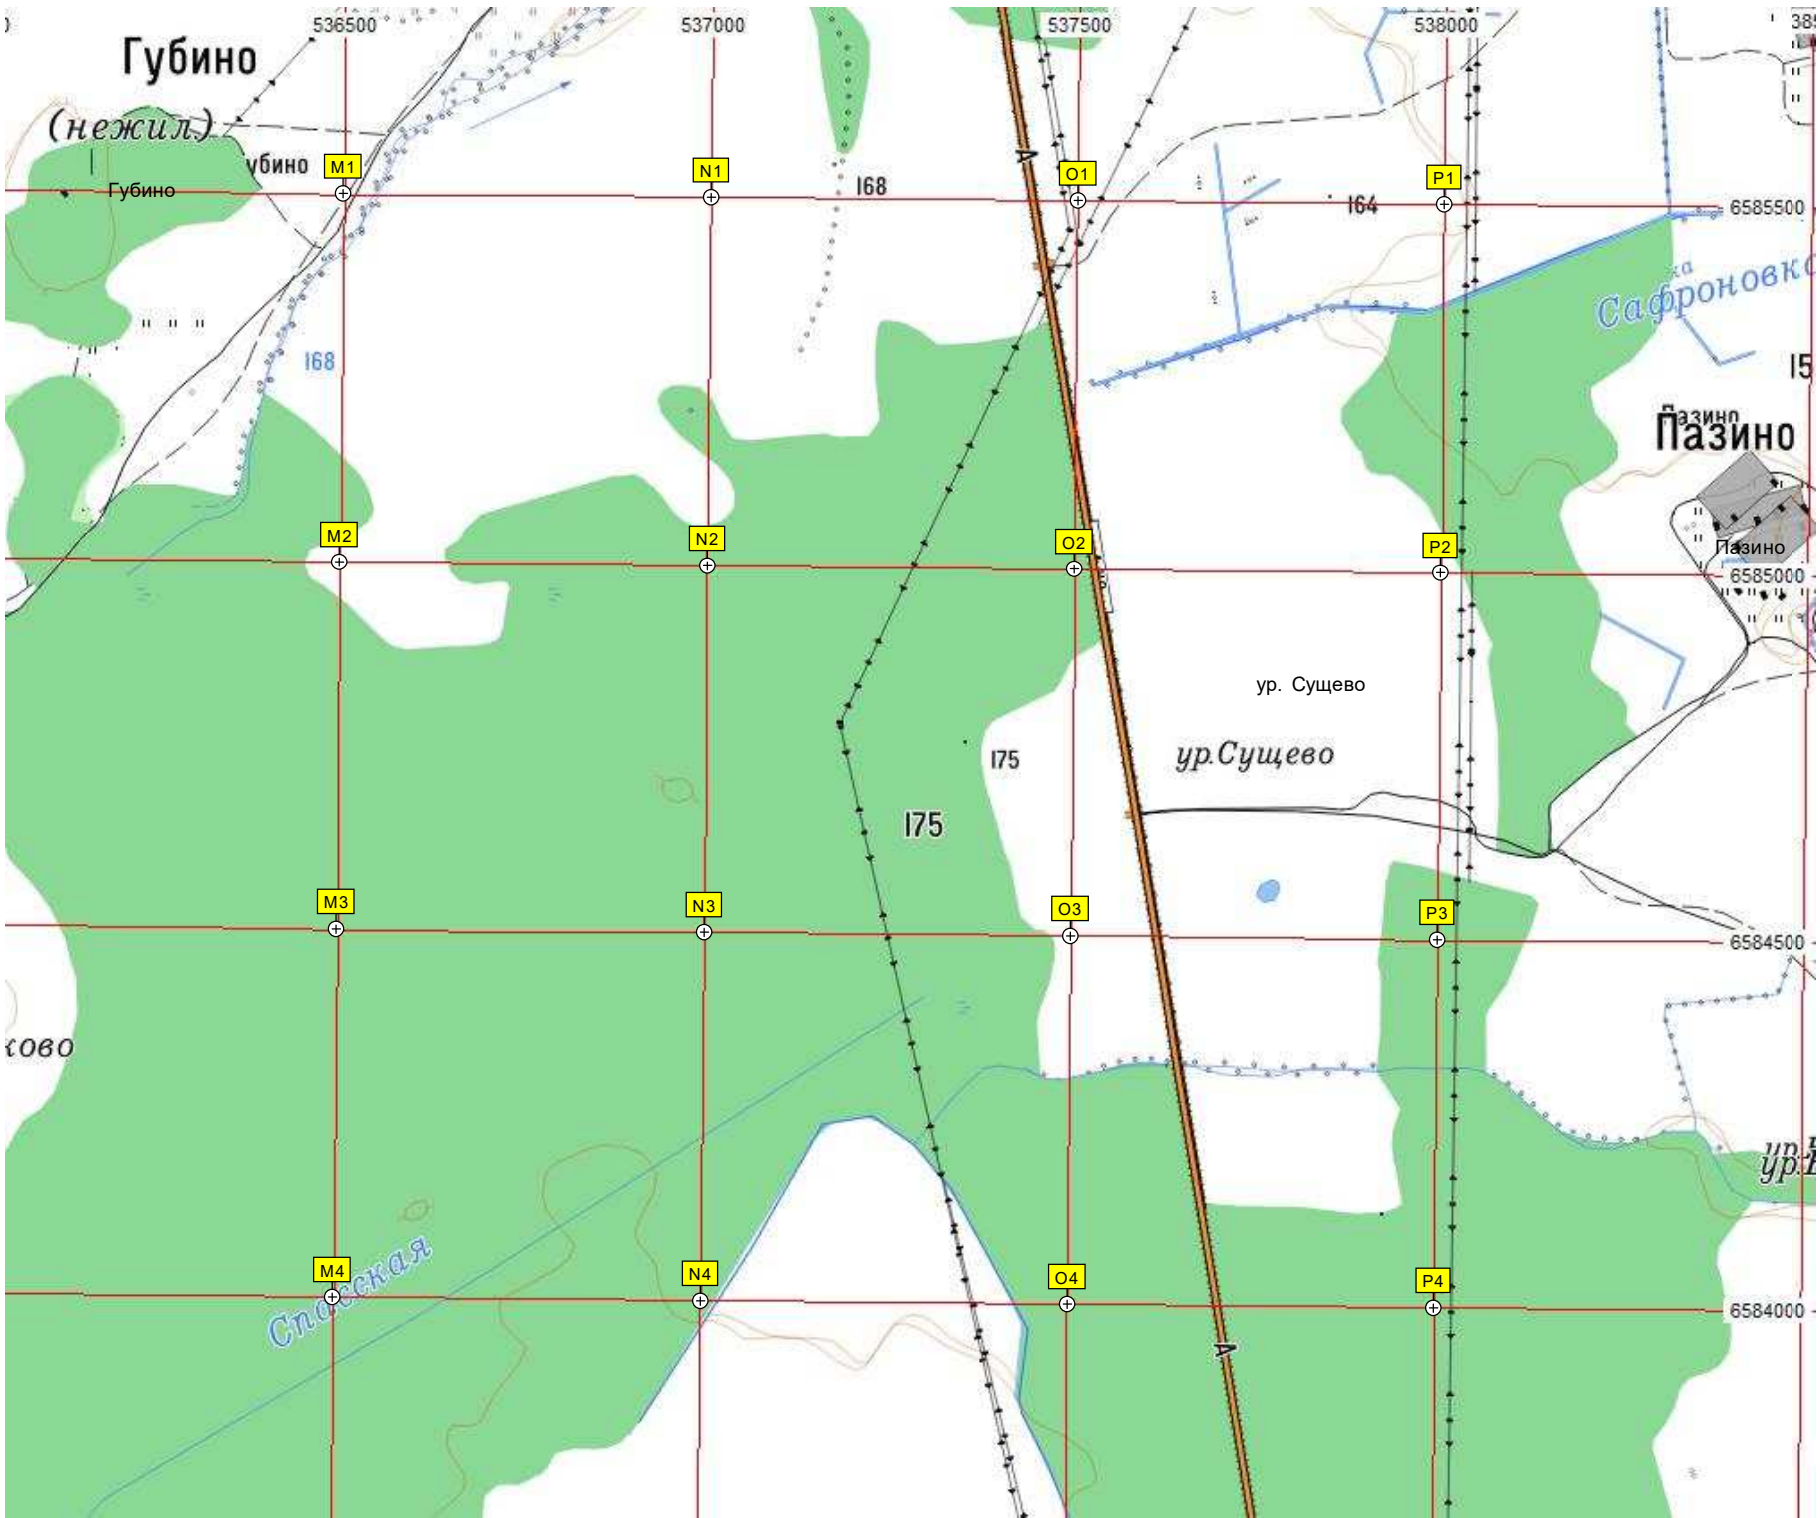 536500
537000
537500
538000
Губино
(нежил.)
убино
Губино
M1
N1
O1
P1
168
164
6585500
А
Сафроновка
168
Пазино
Пазино
Пазино
M2
N2
O2
P2
6585000
ур. Сущево
ур.Сущево
175
175
M3
N3
O3
P3
6584500
ково
Спасская
M4
N4
O4
P4
6584000
А